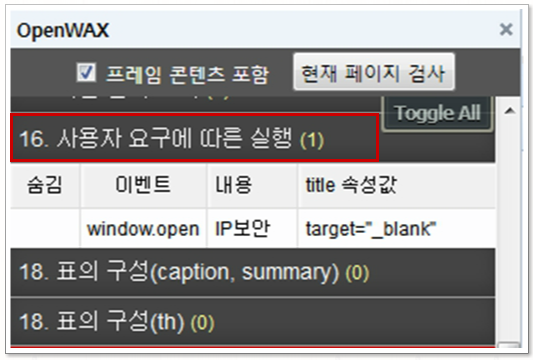 OpenWAX ×
프레임 콘텐츠 포함 현재 페이지 검사
Toggle All
16. 사용자 요구에 따른 실행 (1)
숨김 이벤트 내용 title 속성값
window.open IP보안 target="_blank"
18. 표의 구성(caption, summary) (0)
18. 표의 구성(th) (0)